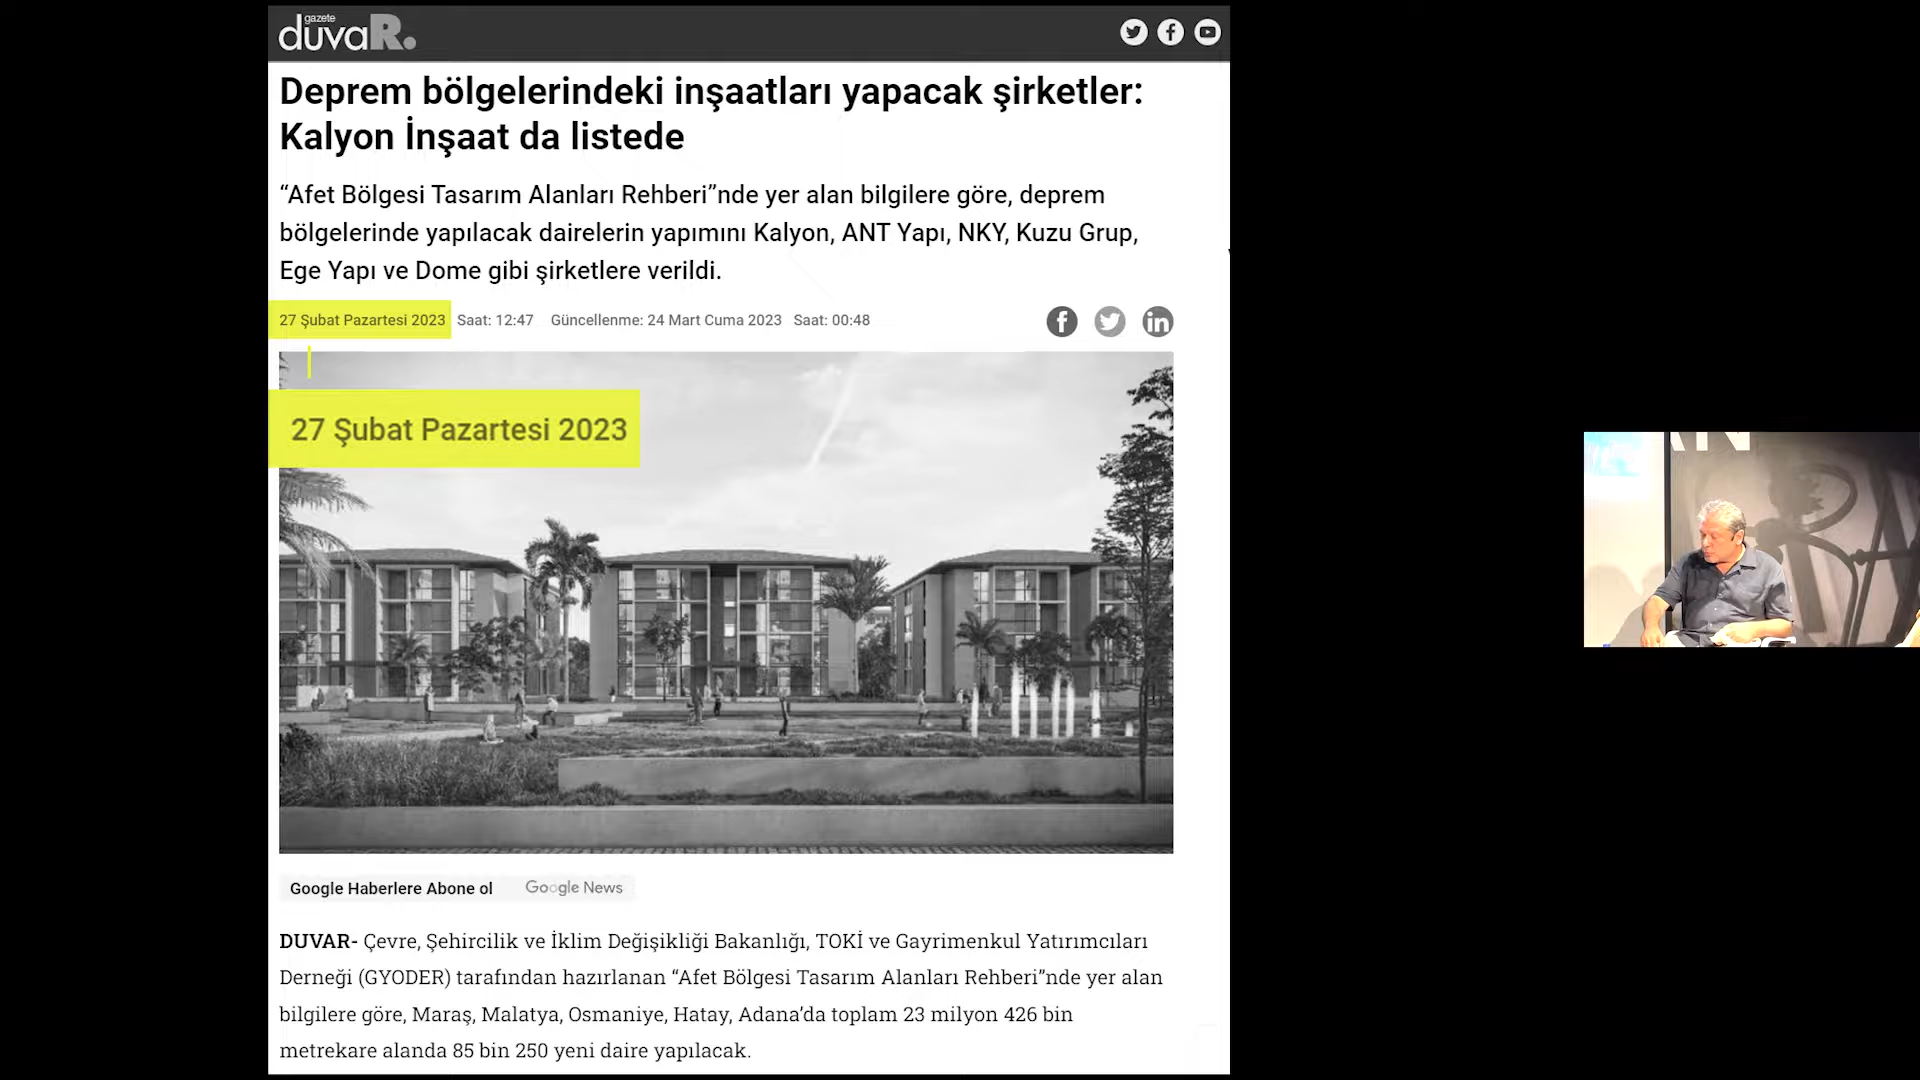 gazete
duvaR.
Deprem bölgelerindeki inşaatları yapacak şirketler:
Kalyon İnşaat da listede
“Afet Bölgesi Tasarım Alanları Rehberi”nde yer alan bilgilere göre, deprem
bölgelerinde yapılacak dairelerin yapımını Kalyon, ANT Yapı, NKY, Kuzu Grup,
Ege Yapı ve Dome gibi şirketlere verildi.
27 Şubat Pazartesi 2023 Saat: 12:47 Güncellenme: 24 Mart Cuma 2023 Saat: 00:48
27 Şubat Pazartesi 2023
Google Haberlere Abone ol Google News
DUVAR- Çevre, Şehircilik ve İklim Değişikliği Bakanlığı, TOKİ ve Gayrimenkul Yatırımcıları
Derneği (GYODER) tarafından hazırlanan “Afet Bölgesi Tasarım Alanları Rehberi”nde yer alan
bilgilere göre, Maraş, Malatya, Osmaniye, Hatay, Adana’da toplam 23 milyon 426 bin
metrekare alanda 85 bin 250 yeni daire yapılacak.